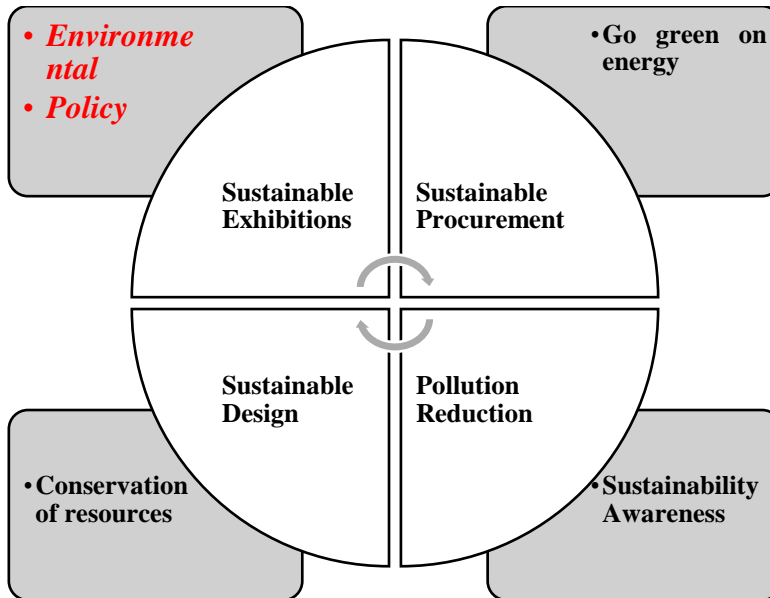 • Environme
ntal
• Policy
• Go green on
energy
Sustainable
Exhibitions
Sustainable
Procurement
Sustainable
Design
Pollution
Reduction
• Conservation
of resources
• Sustainability
Awareness